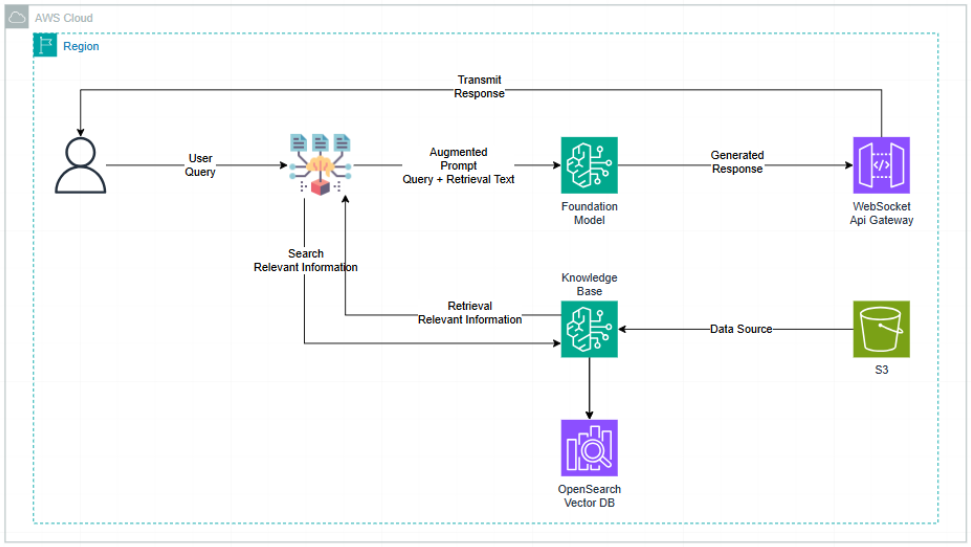 AWS Cloud
Region
Transmit
Response
User
Query
Augmented
Prompt
Query + Retrieval Text
Generated
Response
Foundation
Model
WebSocket
Api Gateway
Search
Relevant Information
Knowledge
Base
Retrieval
Relevant Information
Data Source
S3
OpenSearch
Vector DB